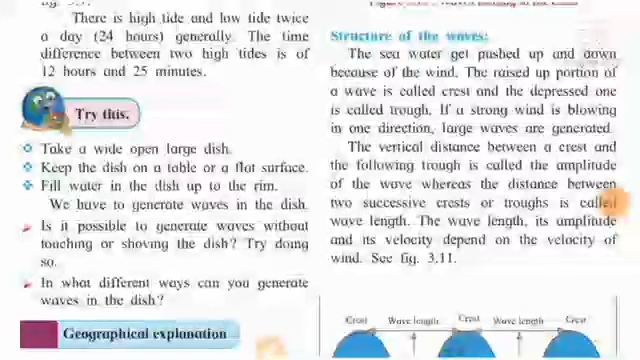 There is high tide and low tide twice
a day (24 hours) generally. The time
difference between two high tides is of
12 hours and 25 minutes.
Try this.
Take a wide open large dish.
Keep the dish on a table or a flat surface.
Fill water in the dish up to the rim.
We have to generate waves in the dish.
Is it possible to generate waves without
touching or shoving the dish? Try doing
so.
In what different ways can you generate
waves in the dish?
Geographical explanation
Structure of the waves:
The sea water get pushed up and down
because of the wind. The raised up portion of
a wave is called crest and the depressed one
is called trough. If a strong wind is blowing
in one direction, large waves are generated.
The vertical distance between a crest and
the following trough is called the amplitude
of the wave whereas the distance between
two successive crests or troughs is called
wave length. The wave length, its amplitude
and its velocity depend on the velocity of
wind. See fig. 3.11.
Crest Wave length Crest Wave length Crest